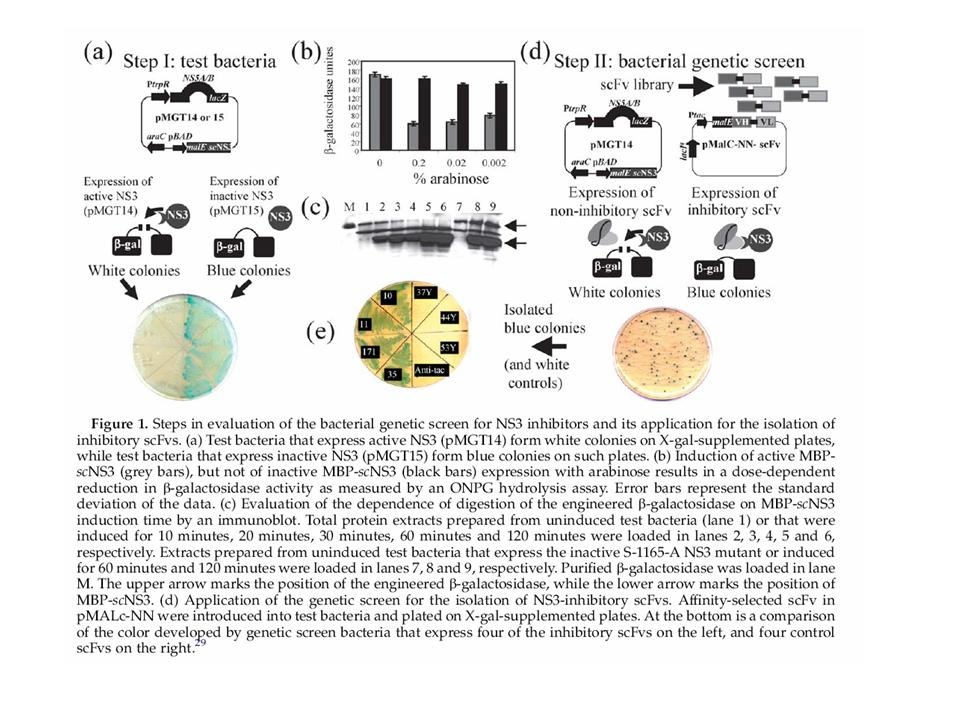 (a) Step I: test bacteria
PtrpR
NS5A/B
lacZ
pMGT14 or 15
araC pBAD
malE scNS3
Expression of
active NS3
(pMGT14)
NS3
Expression of
inactive NS3
(pMGT15)
NS3
β-gal
β-gal
White colonies
Blue colonies
(b)
β-galactosidase unites
200
180
160
140
120
100
80
60
40
20
0
0 0.2 0.02 0.002
% arabinose
(c) M 1 2 3 4 5 6 7 8 9
(d) Step II: bacterial genetic screen
scFv library
PtrpR
NS5A/B
lacZ
pMGT14
araC pBAD
malE scNS3
Ptac
malE VH VL
lacIq
pMalC-NN- scFv
Expression of
non-inhibitory scFv
NS3
β-gal
White colonies
Expression of
inhibitory scFv
NS3
β-gal
Blue colonies
(e)
10
11
171
35
37Y
44Y
53Y
Anti-tac
Isolated
blue colonies
(and white
controls)
Figure 1. Steps in evaluation of the bacterial genetic screen for NS3 inhibitors and its application for the isolation of
inhibitory scFvs. (a) Test bacteria that express active NS3 (pMGT14) form white colonies on X-gal-supplemented plates,
while test bacteria that express inactive NS3 (pMGT15) form blue colonies on such plates. (b) Induction of active MBP-
scNS3 (grey bars), but not of inactive MBP-scNS3 (black bars) expression with arabinose results in a dose-dependent
reduction in β-galactosidase activity as measured by an ONPG hydrolysis assay. Error bars represent the standard
deviation of the data. (c) Evaluation of the dependence of digestion of the engineered β-galactosidase on MBP-scNS3
induction time by an immunoblot. Total protein extracts prepared from uninduced test bacteria (lane 1) or that were
induced for 10 minutes, 20 minutes, 30 minutes, 60 minutes and 120 minutes were loaded in lanes 2, 3, 4, 5 and 6,
respectively. Extracts prepared from uninduced test bacteria that express the inactive S-1165-A NS3 mutant or induced
for 60 minutes and 120 minutes were loaded in lanes 7, 8 and 9, respectively. Purified β-galactosidase was loaded in lane
M. The upper arrow marks the position of the engineered β-galactosidase, while the lower arrow marks the position of
MBP-scNS3. (d) Application of the genetic screen for the isolation of NS3-inhibitory scFvs. Affinity-selected scFv in
pMALc-NN were introduced into test bacteria and plated on X-gal-supplemented plates. At the bottom is a comparison
of the color developed by genetic screen bacteria that express four of the inhibitory scFvs on the left, and four control
scFvs on the right.29